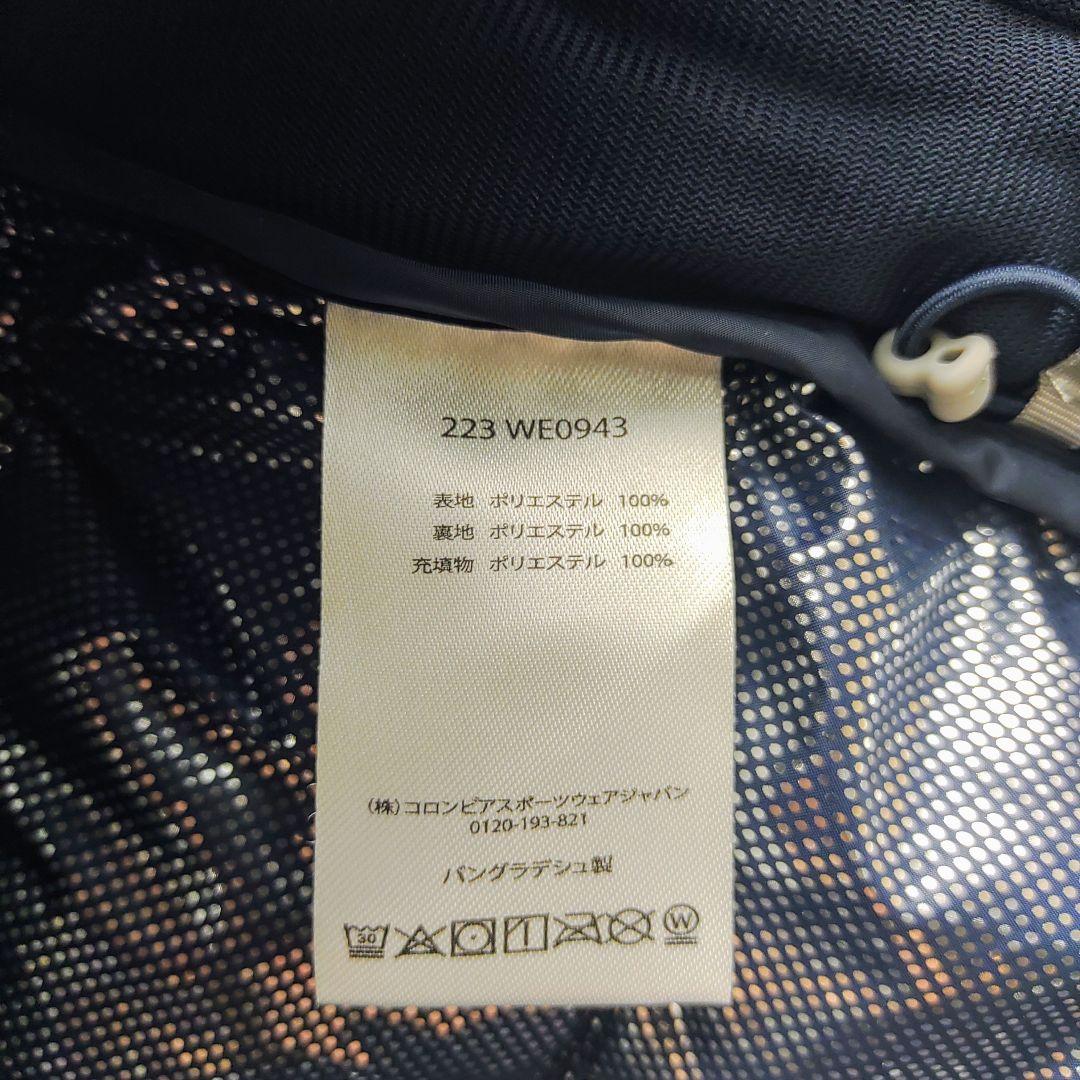 223 WE0943
表地 ポリエステル 100%
裏地 ポリエステル 100%
充填物 ポリエステル 100%
(株)コロンビアスポーツウェアジャパン
0120-193-821
バングラデシュ製
30
W